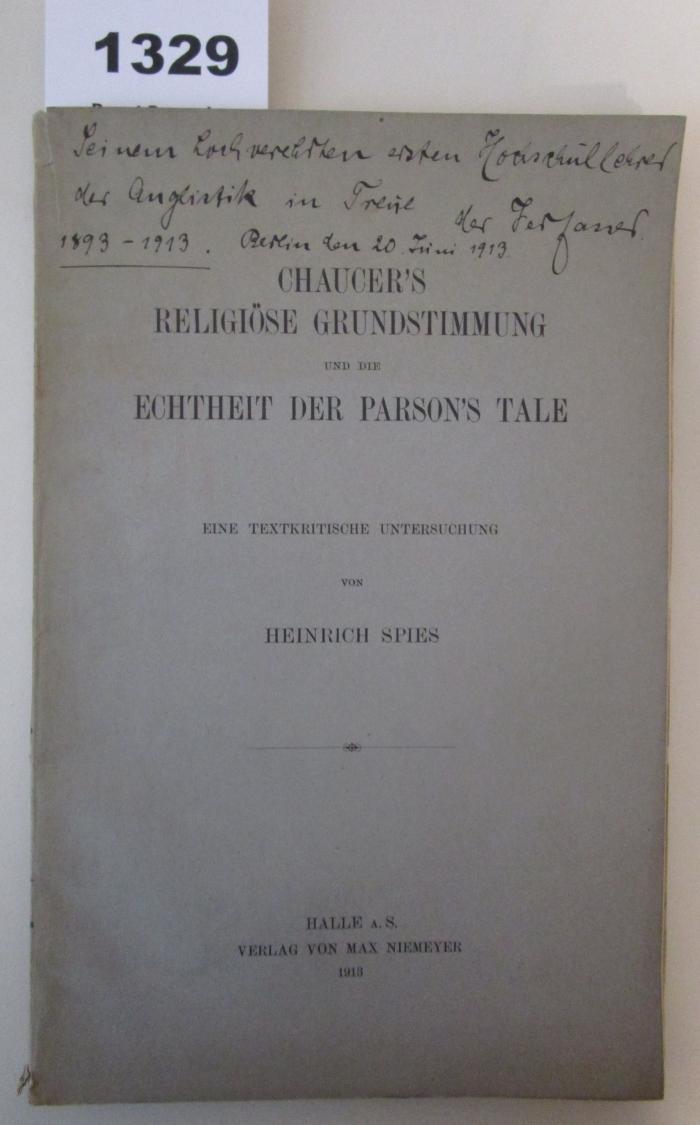 1329
Seinem hochverehrten ersten Hochschullehrer
der Anglistik in Treue
der Verfasser.
1893 - 1913. Berlin den 20. Juni 1913.
CHAUCER'S
RELIGIÖSE GRUNDSTIMMUNG
UND DIE
ECHTHEIT DER PARSON'S TALE
EINE TEXTKRITISCHE UNTERSUCHUNG
VON
HEINRICH SPIES
HALLE A. S.
VERLAG VON MAX NIEMEYER
1913